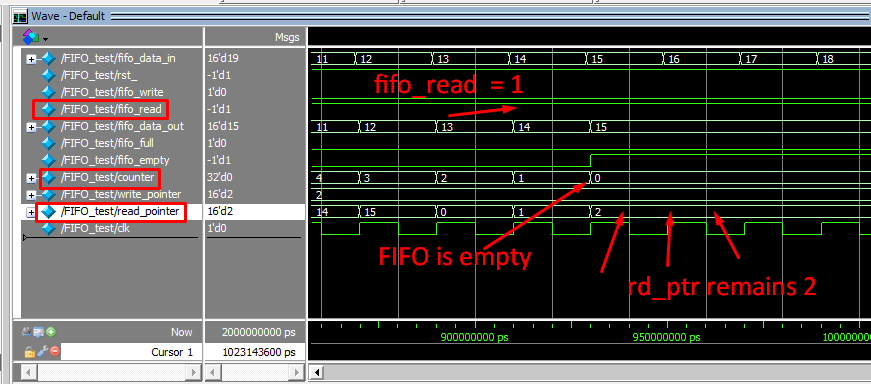 Wave - Default
Msgs
/FIFO_test/fifo_data_in 16'd19 11 12 13 14 15 16 17 18
/FIFO_test/rst_ -1'd1
/FIFO_test/fifo_write 1'd0
/FIFO_test/fifo_read -1'd1
fifo_read = 1
/FIFO_test/fifo_data_out 16'd15 11 12 13 14 15
/FIFO_test/fifo_full 1'd0
/FIFO_test/fifo_empty -1'd1
/FIFO_test/counter 32'd0 4 3 2 1 0
/FIFO_test/write_pointer 16'd2 2
/FIFO_test/read_pointer 16'd2 14 15 0 1 2
/FIFO_test/clk 1'd0
FIFO is empty
rd_ptr remains 2
Now 2000000000 ps 900000000 ps 950000000 ps 100000000
Cursor 1 1023143600 ps